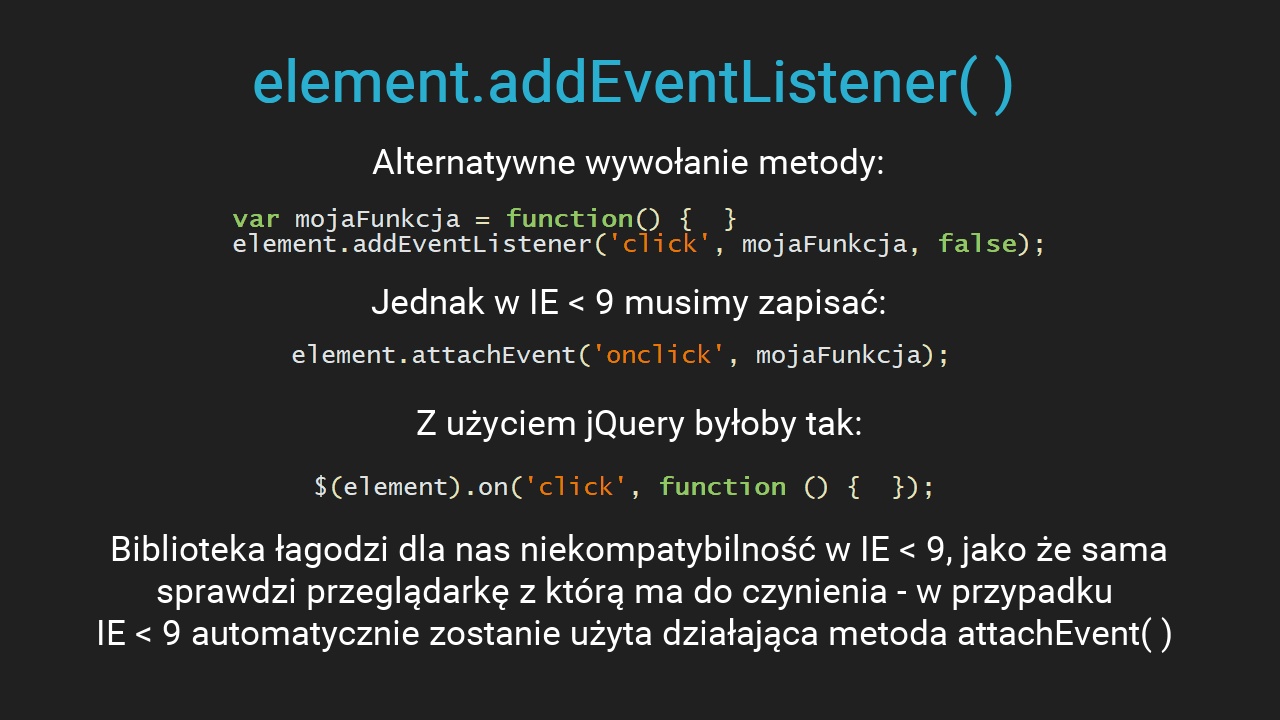 element.addEventListener( )
Alternatywne wywołanie metody:
var mojaFunkcja = function() {  }
element.addEventListener('click', mojaFunkcja, false);
Jednak w IE < 9 musimy zapisać:
element.attachEvent('onclick', mojaFunkcja);
Z użyciem jQuery byłoby tak:
$(element).on('click', function () {  });
Biblioteka łagodzi dla nas niekompatybilność w IE < 9, jako że sama
sprawdzi przeglądarkę z którą ma do czynienia - w przypadku
IE < 9 automatycznie zostanie użyta działająca metoda attachEvent( )